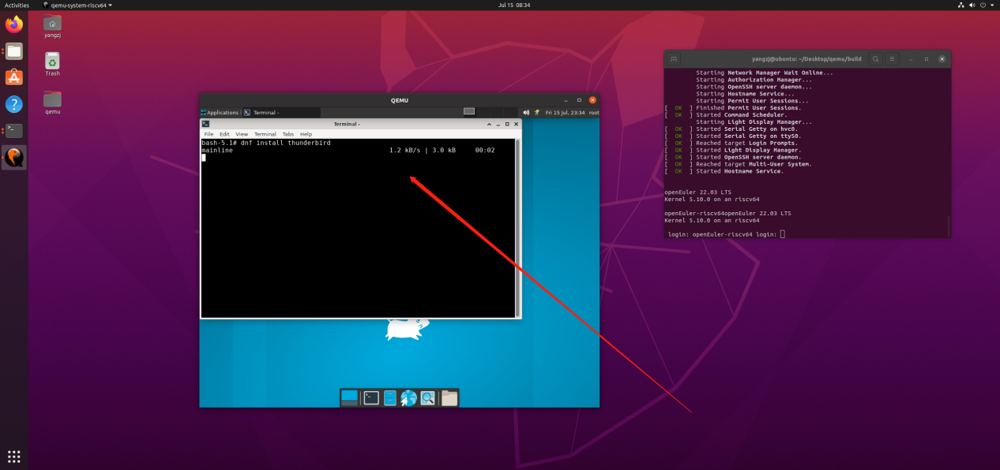 Activities
qemu-system-riscv64
Jul 15 08:34
yangzj
Trash
qemu
QEMU
Applications
Terminal -
Fri 15 Jul, 23:34
root
Terminal -
File Edit View Terminal Tabs Help
bash-5.1# dnf install thunderbird
mainline 1.2 kB/s | 3.0 kB 00:02
yangzj@ubuntu: ~/Desktop/qemu/build
Starting Network Manager Wait Online...
Starting Authorization Manager...
Starting OpenSSH server daemon...
Starting Hostname Service...
Starting Permit User Sessions...
[ OK ] Finished Permit User Sessions.
[ OK ] Started Command Scheduler.
Starting Light Display Manager...
[ OK ] Started Serial Getty on hvc0.
[ OK ] Started Serial Getty on ttyS0.
[ OK ] Reached target Login Prompts.
[ OK ] Started Light Display Manager.
[ OK ] Started OpenSSH server daemon.
[ OK ] Reached target Multi-User System.
[ OK ] Started Hostname Service.
openEuler 22.03 LTS
Kernel 5.10.0 on an riscv64
openEuler-riscv64openEuler 22.03 LTS
Kernel 5.10.0 on an riscv64
login: openEuler-riscv64 login: